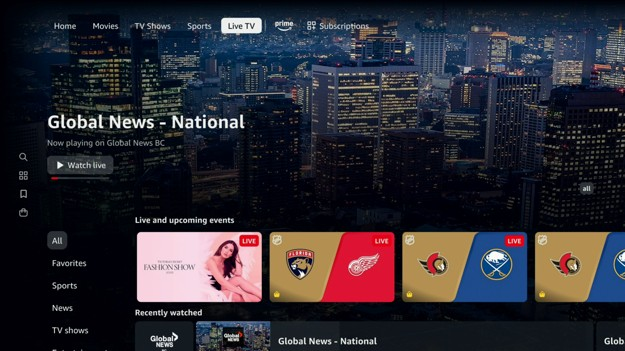 Home Movies TV Shows Sports Live TV prime Subscriptions
Global News - National
Now playing on Global News BC
Watch live
all
Live and upcoming events
All
Favorites
Sports
News
TV shows
FASHION SHOW
LIVE
FLORIDA
LIVE
LIVE
Recently watched
Global
News
Global News - National
Glob